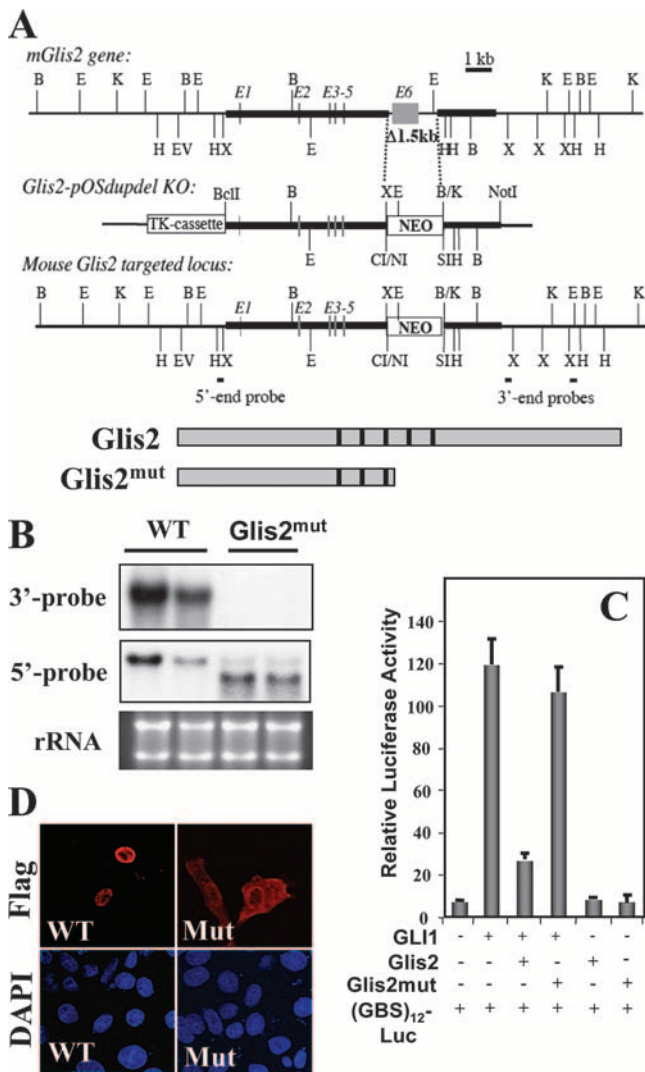 A
mGlis2 gene:
1 kb
B E K E B E E1 B E2 E3-5 E6 E K E B E K
Δ1.5kb
H EV H X E H H B X X X H H
Glis2-pOSdupdel KO:
BclI B X E B/K NotI
TK-cassette NEO
E CI/NI SI H B
Mouse Glis2 targeted locus:
B E K E B E E1 B E2 E3-5 X E B/K B K E B E K
NEO
H EV H X E CI/NI SI H X X X H H
5'-end probe 3'-end probes
Glis2
Glis2mut
B
WT Glis2mut
3'-probe
5'-probe
rRNA
C
Relative Luciferase Activity
140
120
100
80
60
40
20
0
GLI1 - + + + - -
Glis2 - - + - + -
Glis2mut - - - + - +
(GBS)12-Luc + + + + + +
D
Flag
WT Mut
DAPI
WT Mut